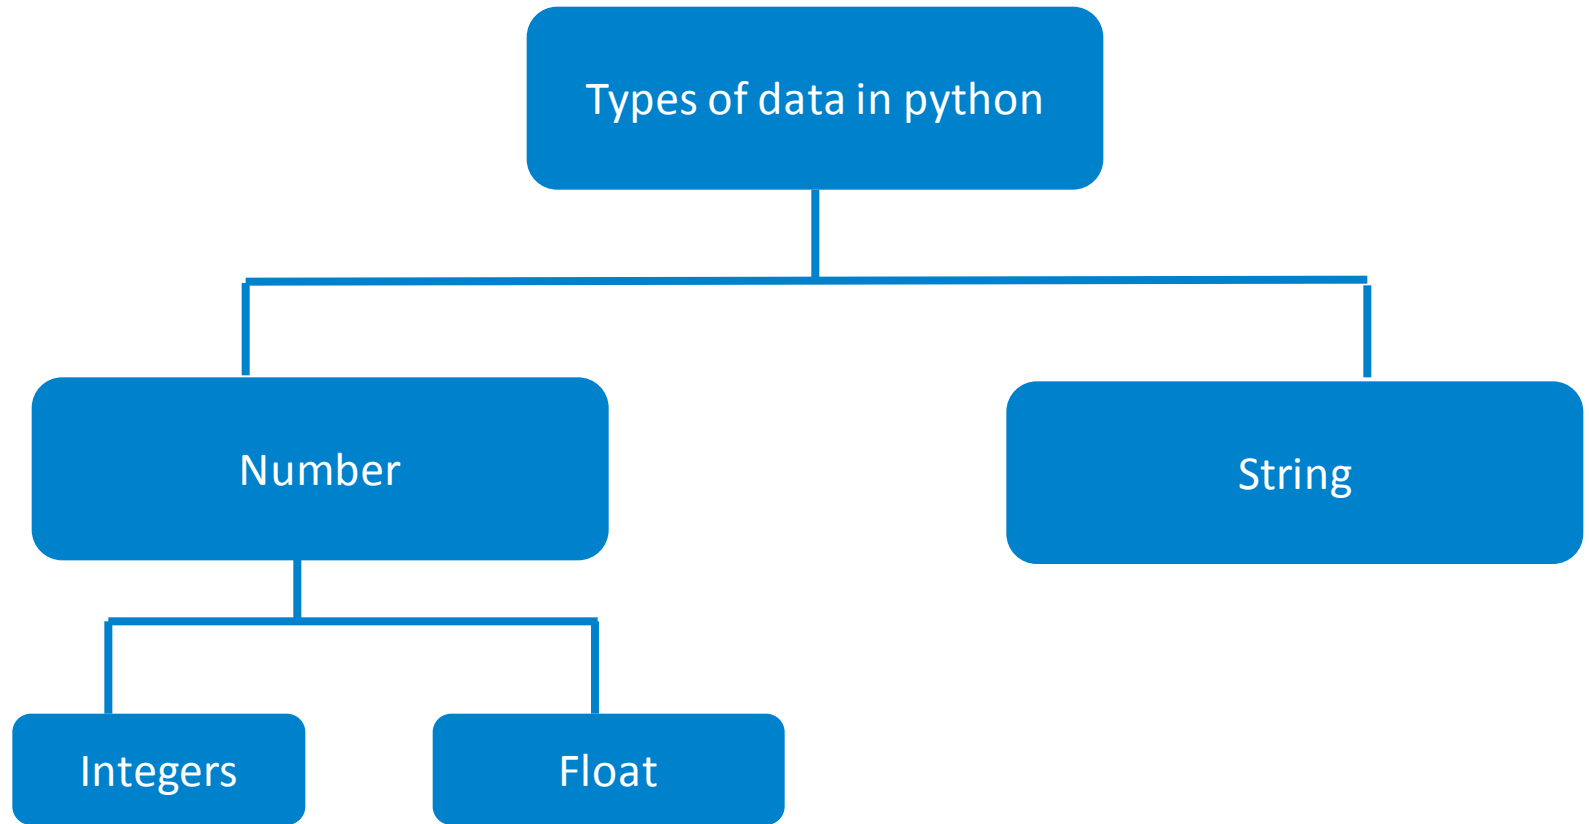 Types of data in python
Number
String
Integers
Float